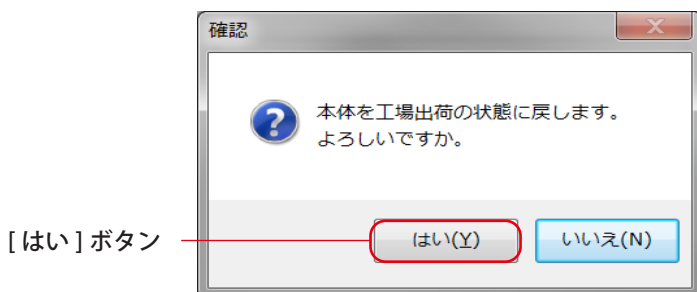 確認
本体を工場出荷の状態に戻します。
よろしいですか。
[ はい ] ボタン
はい(Y)
いいえ(N)